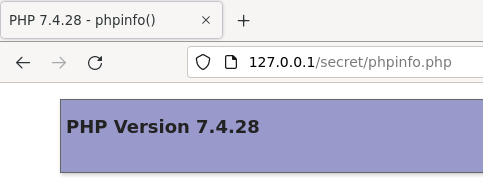 PHP 7.4.28 - phpinfo()
127.0.0.1/secret/phpinfo.php
PHP Version 7.4.28